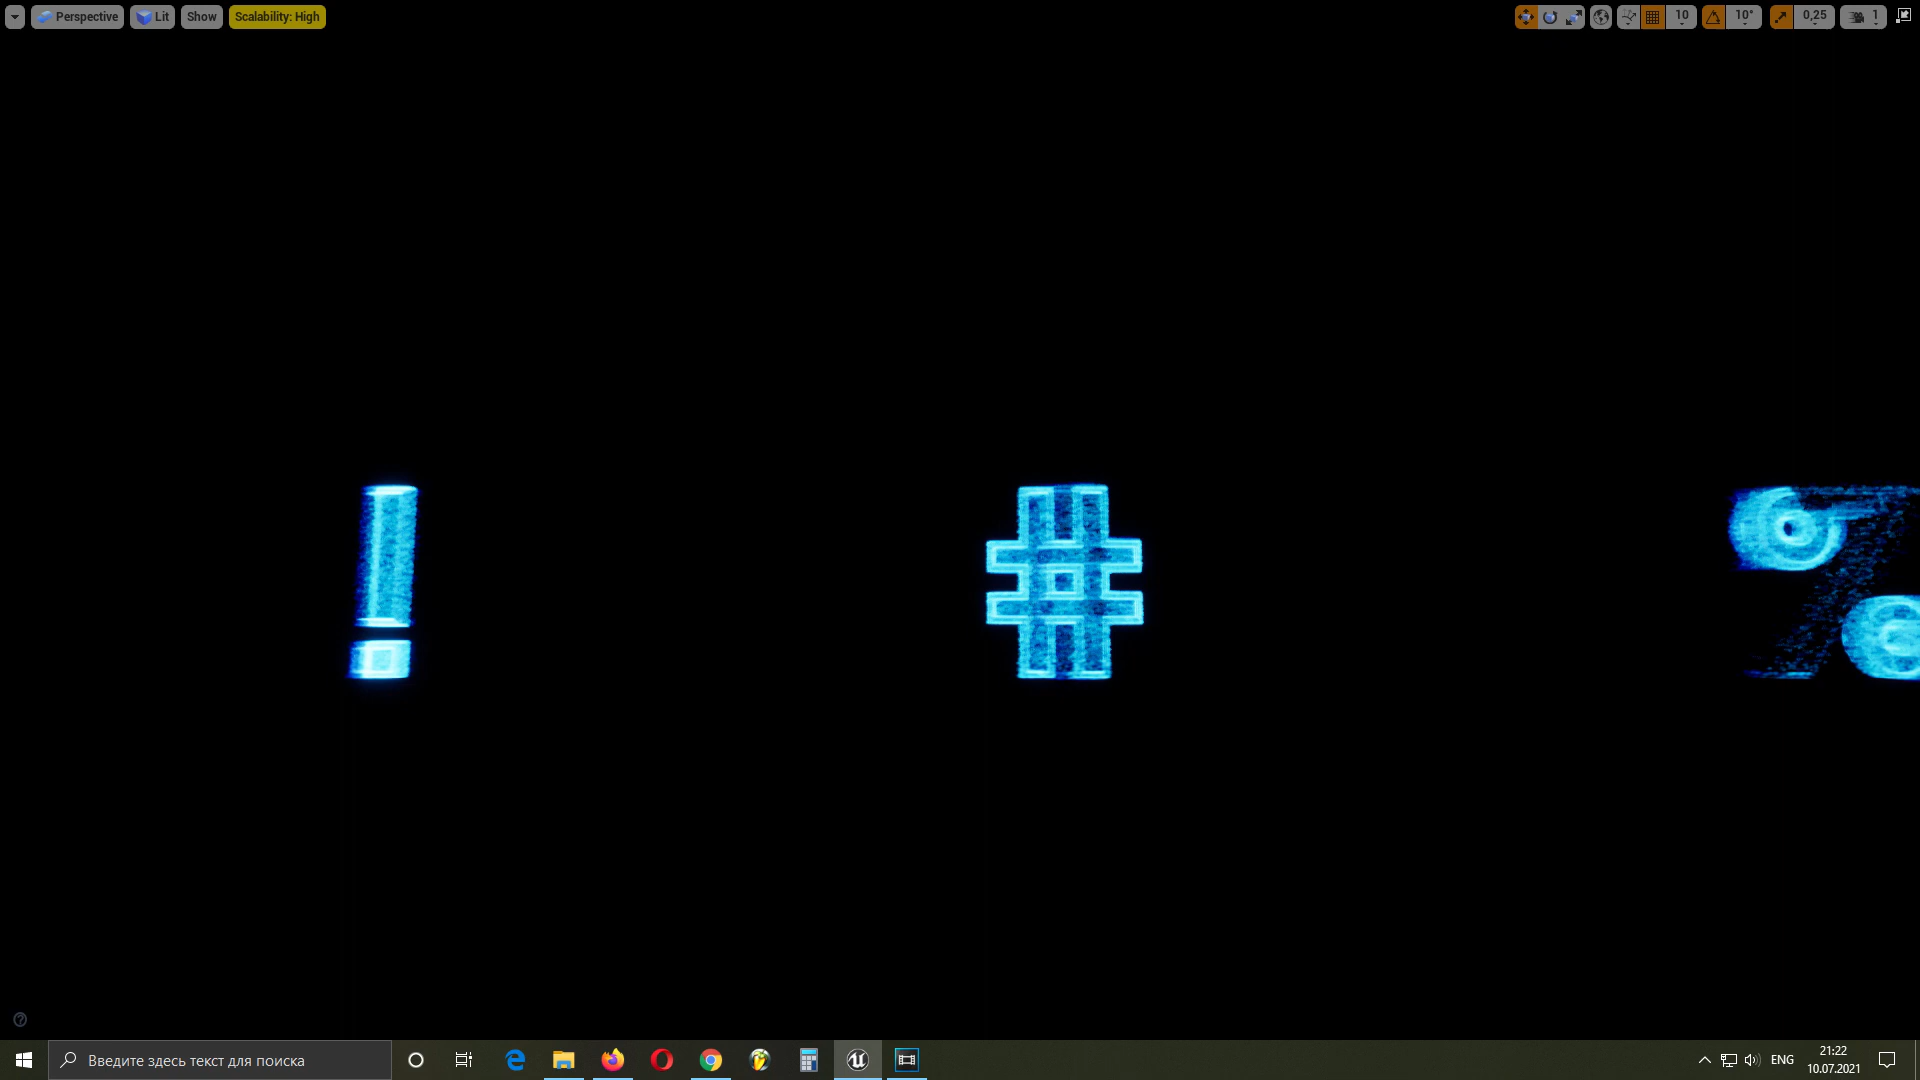 Perspective Lit Show Scalability: High 10 10° 0,25 1
! # %
Введите здесь текст для поиска ENG 21:22
10.07.2021